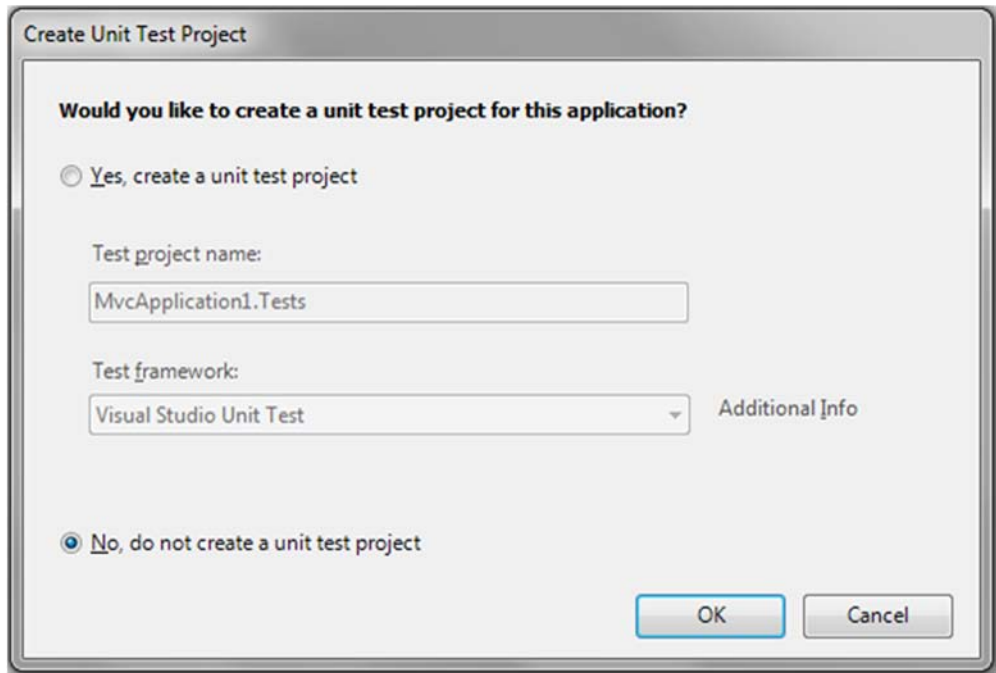 Create Unit Test Project
Would you like to create a unit test project for this application?
Yes, create a unit test project
Test project name:
MvcApplication1.Tests
Test framework:
Visual Studio Unit Test
Additional Info
No, do not create a unit test project
OK
Cancel